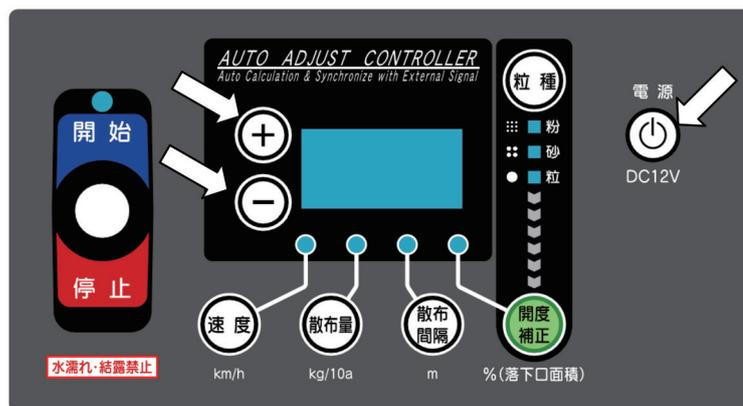 AUTO ADJUST CONTROLLER
Auto Calculation & Synchronize with External Signal
開始
停止
水濡れ・結露禁止
+
−
速度
km/h
散布量
kg/10a
散布
間隔
m
粒種
粉
砂
粒
開度
補正
%(落下口面積)
電源
DC12V